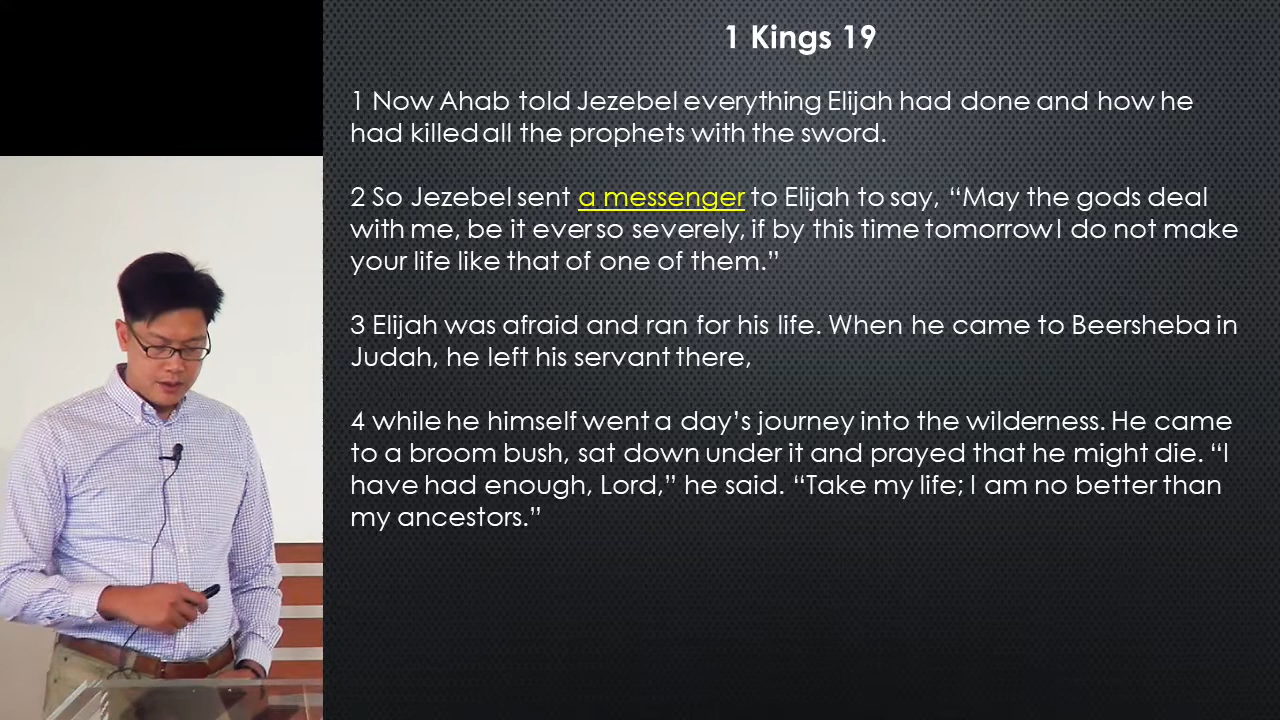 1 Kings 19
1 Now Ahab told Jezebel everything Elijah had done and how he
had killed all the prophets with the sword.
2 So Jezebel sent a messenger to Elijah to say, “May the gods deal
with me, be it ever so severely, if by this time tomorrow I do not make
your life like that of one of them.”
3 Elijah was afraid and ran for his life. When he came to Beersheba in
Judah, he left his servant there,
4 while he himself went a day’s journey into the wilderness. He came
to a broom bush, sat down under it and prayed that he might die. “I
have had enough, Lord,” he said. “Take my life; I am no better than
my ancestors.”